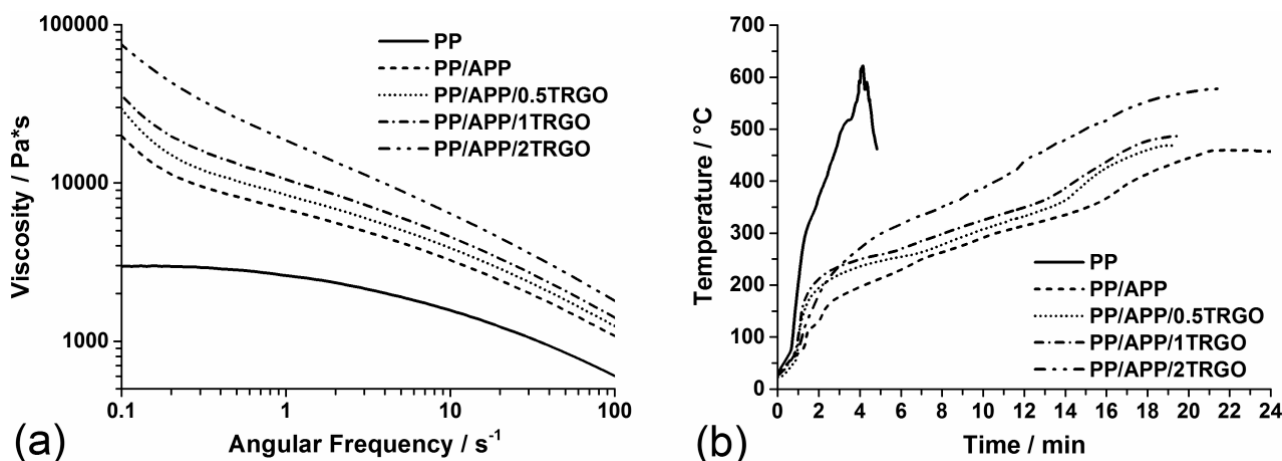 100000
10000
1000
Viscosity / Pa*s
PP
PP/APP
PP/APP/0.5TRGO
PP/APP/1TRGO
PP/APP/2TRGO
0.1
1
10
100
Angular Frequency / s⁻¹
(a)
700
600
500
400
300
200
100
0
Temperature / °C
PP
PP/APP
PP/APP/0.5TRGO
PP/APP/1TRGO
PP/APP/2TRGO
0 2 4 6 8 10 12 14 16 18 20 22 24
Time / min
(b)